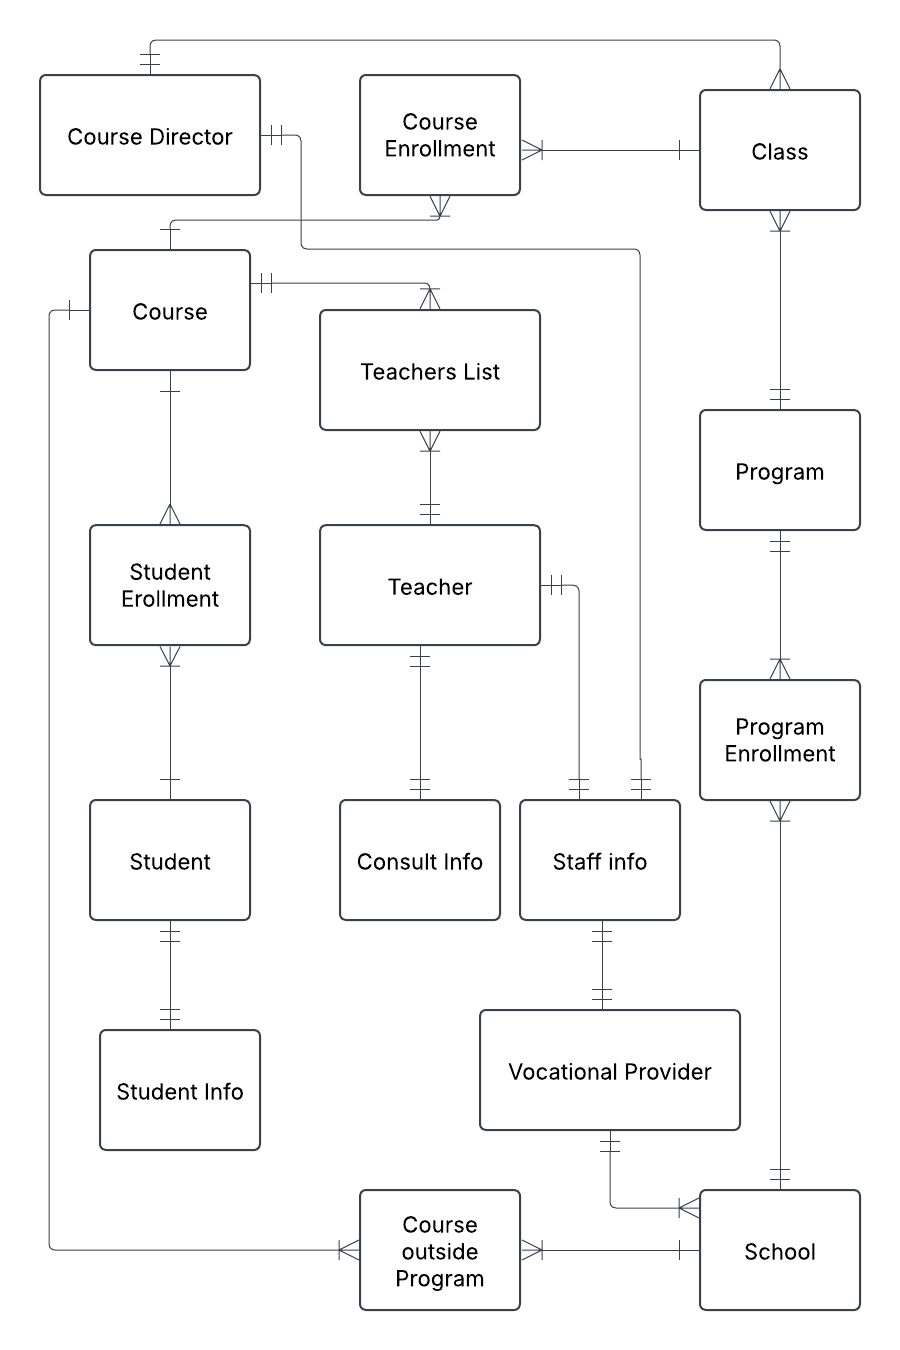 Course Director
Course
Enrollment
Class
Course
Teachers List
Program
Student
Erollment
Teacher
Program
Enrollment
Student
Consult Info
Staff info
Student Info
Vocational Provider
Course
outside
Program
School